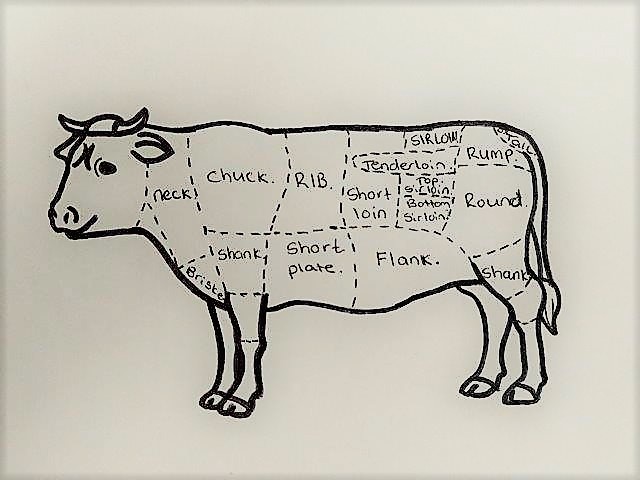 neck
chuck.
RIB.
Short
loin
SIRLOIN
Tenderloin.
Top
Sirloin.
Bottom
Sirloin.
Rump.
Tail
Round.
Shank
Brisket
Short
plate.
Flank.
Shank